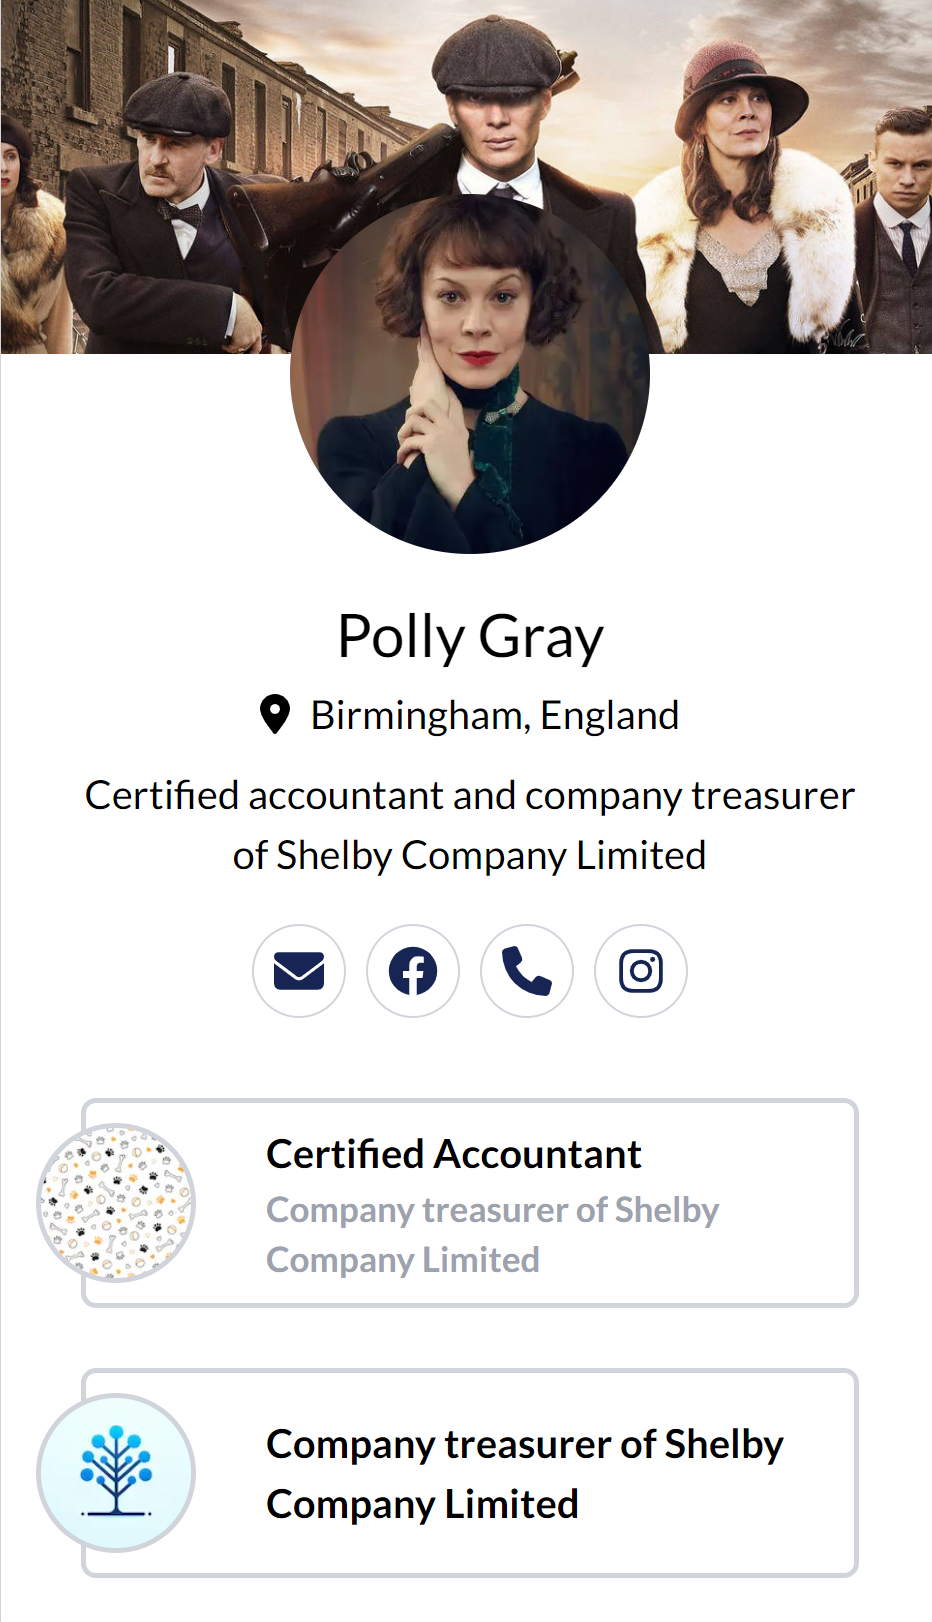 Polly Gray
Birmingham, England
Certified accountant and company treasurer
of Shelby Company Limited
Certified Accountant
Company treasurer of Shelby
Company Limited
Company treasurer of Shelby
Company Limited